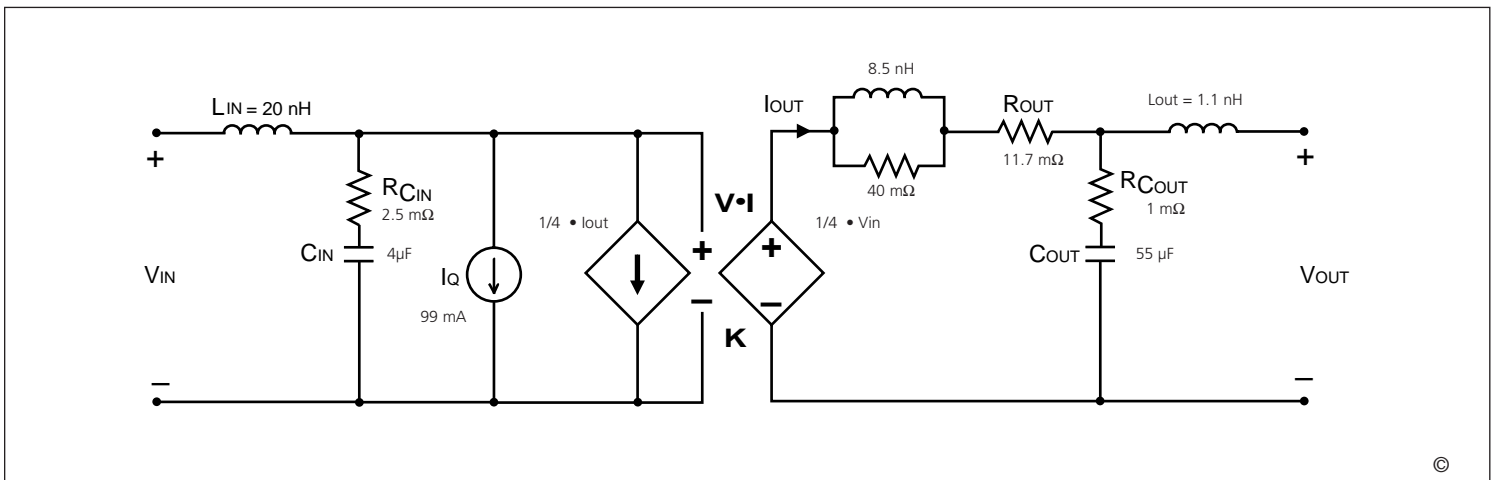 8.5 nH
LIN = 20 nH
IOUT
ROUT
Lout = 1.1 nH
+
+
11.7 mΩ
40 mΩ
RCIN
2.5 mΩ
RCOUT
1 mΩ
V•I
1/4 • Iout
1/4 • Vin
+
+
CIN
4µF
COUT
55 µF
VIN
IQ
VOUT
99 mA
–
–
K
–
–
©